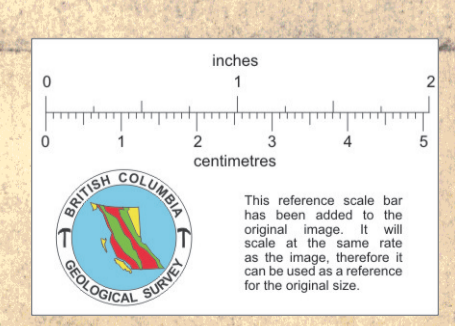 inches
0 1 2
0 1 2 3 4 5
centimetres
BRITISH COLUMBIA
GEOLOGICAL SURVEY
This reference scale bar
has been added to the
original image. It will
scale at the same rate
as the image, therefore it
can be used as a reference
for the original size.